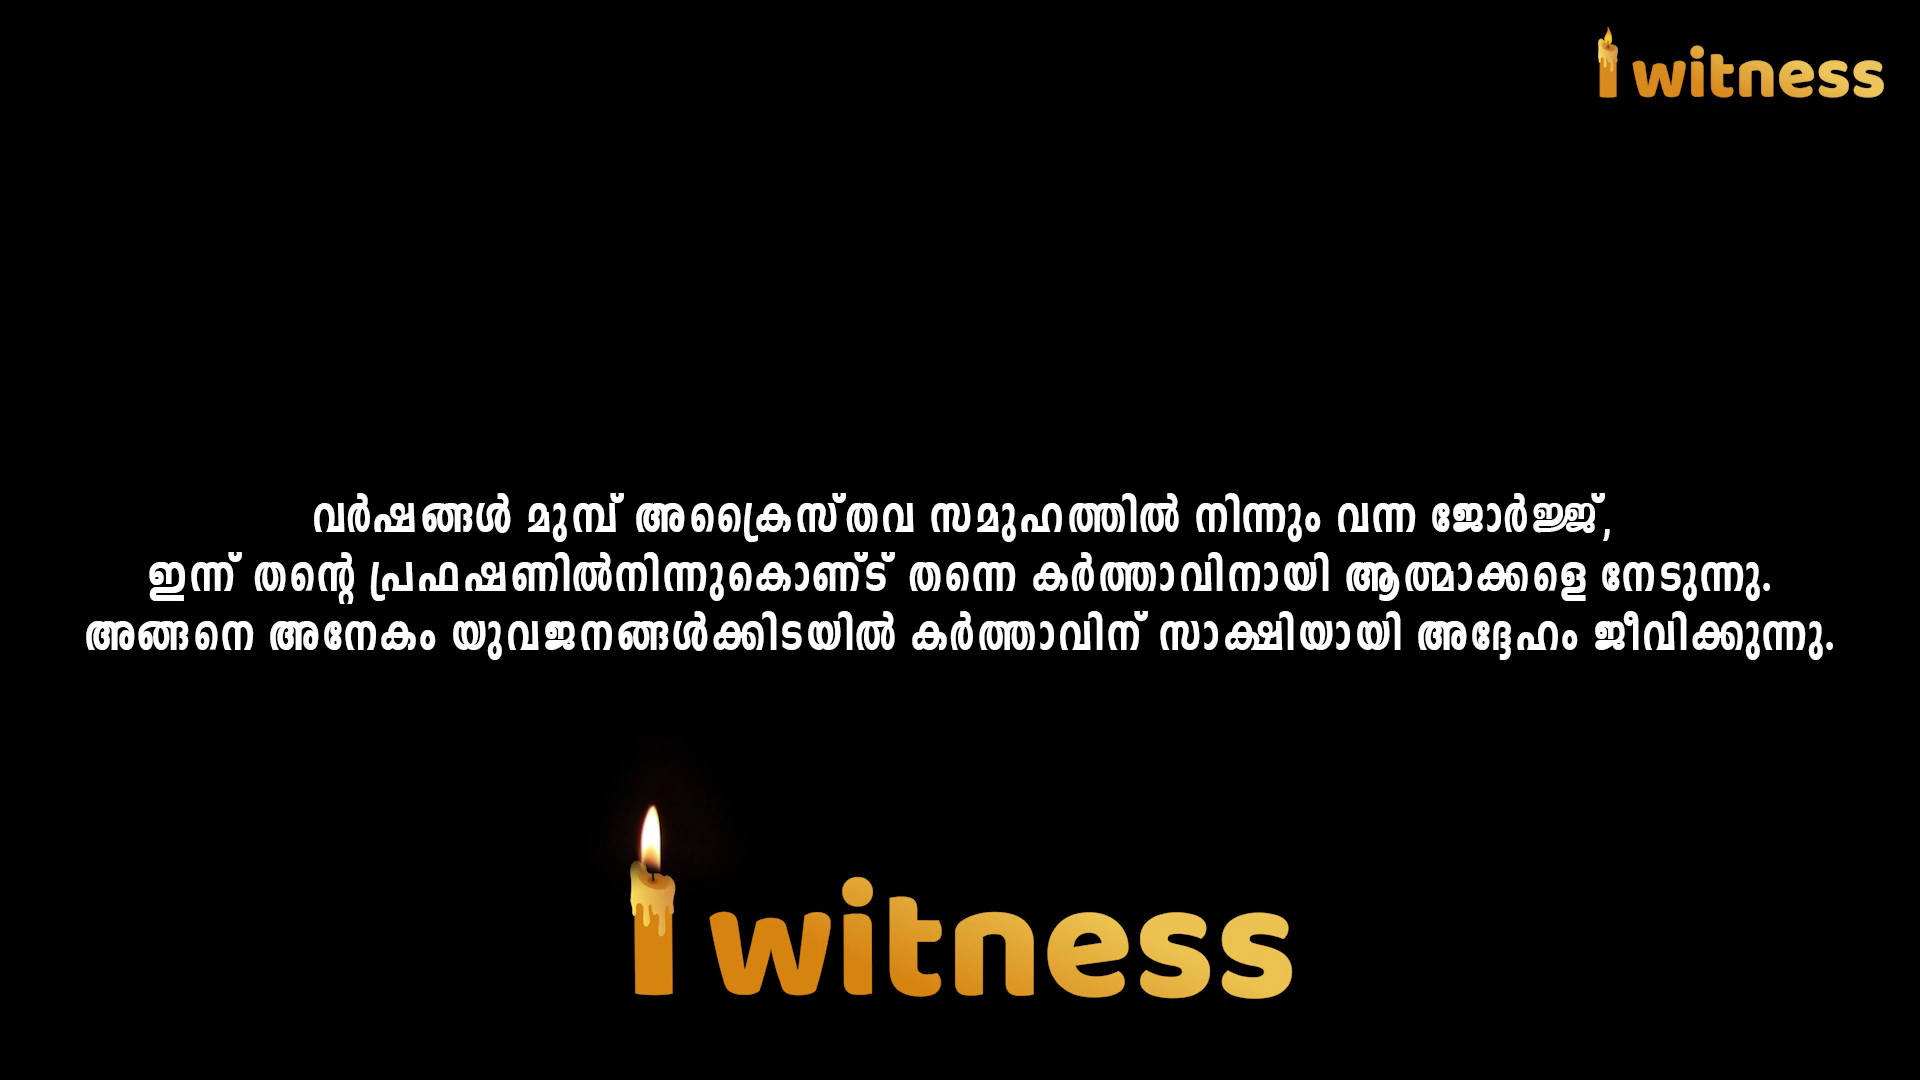 witness
വർഷങ്ങൾ മുമ്പ് അക്രൈസ്തവ സമുഹത്തിൽ നിന്നും വന്ന ജോർജ്ജ്,
ഇന്ന് തന്റെ പ്രഫഷണിൽനിന്നുകൊണ്ട് തന്നെ കർത്താവിനായി ആത്മാക്കളെ നേടുന്നു.
അങ്ങനെ അനേകം യുവജനങ്ങൾക്കിടയിൽ കർത്താവിന് സാക്ഷിയായി അദ്ദേഹം ജീവിക്കുന്നു.
witness